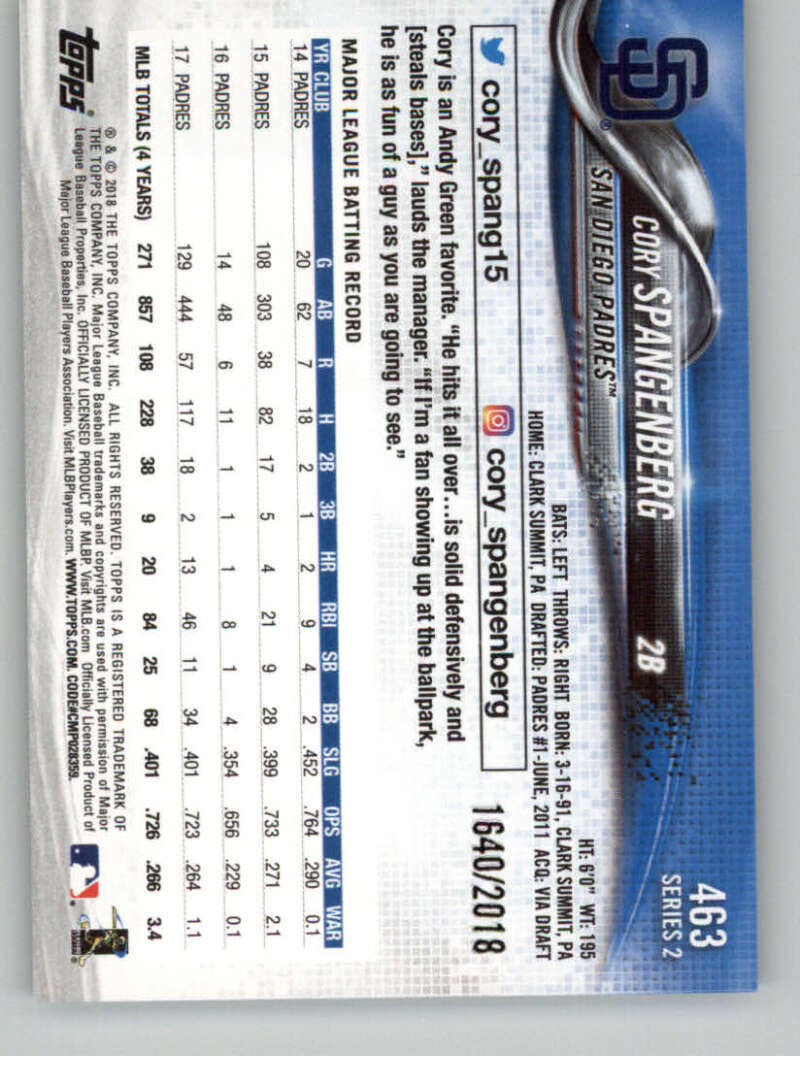 463
SERIES 2
CORY SPANGENBERG 2B
SAN DIEGO PADRES™
SD®
HT: 6'0" WT: 195
BATS: LEFT THROWS: RIGHT BORN: 3-16-91, CLARK SUMMIT, PA
HOME: CLARK SUMMIT, PA DRAFTED: PADRES #1-JUNE, 2011 ACQ: VIA DRAFT
cory_spang15 cory_spangenberg
1640/2018
Cory is an Andy Green favorite. “He hits it all over...is solid defensively and
[steals bases],” lauds the manager. “If I'm a fan showing up at the ballpark,
he is as fun of a guy as you are going to see.”
MAJOR LEAGUE BATTING RECORD
YR CLUB G AB R H 2B 3B HR RBI SB BB SLG OPS AVG WAR
14 PADRES 20 62 7 18 2 1 2 9 4 2 .452 .764 .290 0.1
15 PADRES 108 303 38 82 17 5 4 21 9 28 .399 .733 .271 2.1
16 PADRES 14 48 6 11 1 1 1 8 1 4 .354 .656 .229 0.1
17 PADRES 129 444 57 117 18 2 13 46 11 34 .401 .723 .264 1.1
MLB TOTALS (4 YEARS) 271 857 108 228 38 9 20 84 25 68 .401 .726 .266 3.4
topps®
® & © 2018 THE TOPPS COMPANY, INC. ALL RIGHTS RESERVED. TOPPS IS A REGISTERED TRADEMARK OF
THE TOPPS COMPANY, INC. Major League Baseball trademarks and copyrights are used with permission of Major
League Baseball Properties, Inc. OFFICIALLY LICENSED PRODUCT OF MLBP. Visit MLB.com Officially Licensed Product of
Major League Baseball Players Association. Visit MLBPlayers.com. WWW.TOPPS.COM. CODE#CMP028359.